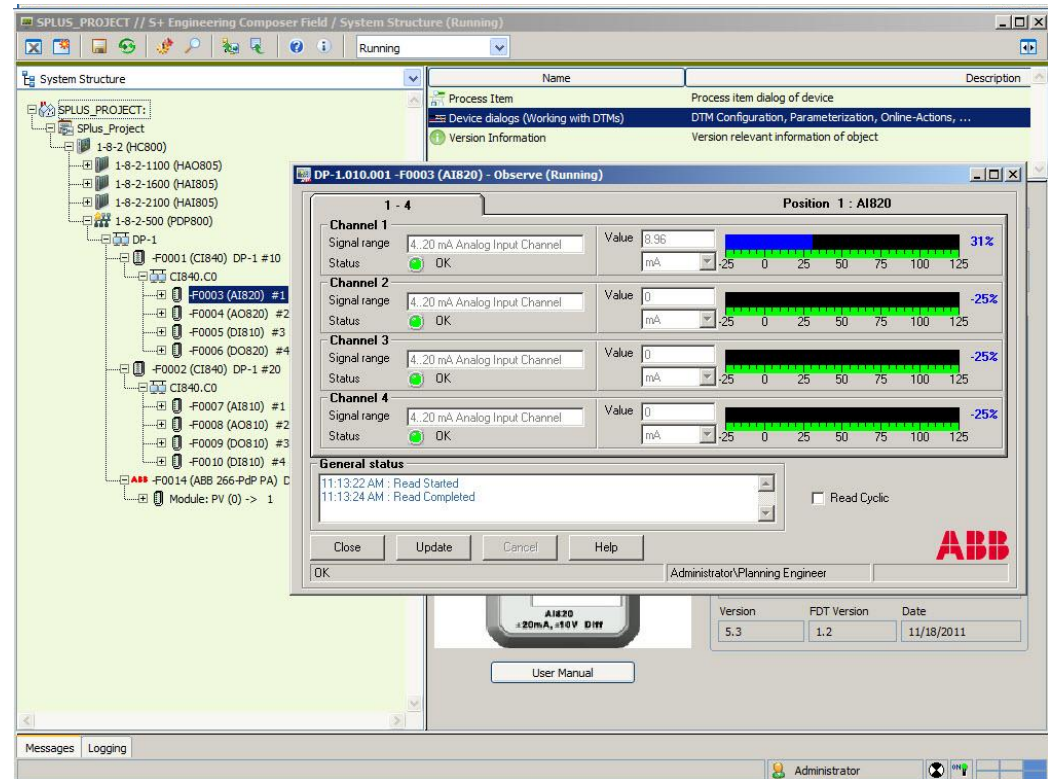 SPLUS_PROJECT // S+ Engineering Composer Field / System Structure (Running)
Running
System Structure
SPLUS_PROJECT:
SPlus_Project
1-8-2 (HC800)
1-8-2-1100 (HAO805)
1-8-2-1600 (HAI805)
1-8-2-2100 (HAI805)
1-8-2-500 (PDP800)
DP-1
-F0001 (CI840) DP-1 #10
CI840.C0
-F0003 (AI820) #1
-F0004 (AO820) #2
-F0005 (DI810) #3
-F0006 (DO820) #4
-F0002 (CI840) DP-1 #20
CI840.C0
-F0007 (AI810) #1
-F0008 (AO810) #2
-F0009 (DO810) #3
-F0010 (DI810) #4
ABB -F0014 (ABB 266-PdP PA) D
Module: PV (0) -> 1
Name Description
Process Item Process item dialog of device
Device dialogs (Working with DTMs) DTM Configuration, Parameterization, Online-Actions, ...
Version Information Version relevant information of object
DP-1.010.001 -F0003 (AI820) - Observe (Running)
1 - 4 Position 1 : AI820
Channel 1
Signal range 4..20 mA Analog Input Channel Value 8.96 31%
Status OK mA -25 0 25 50 75 100 125
Channel 2
Signal range 4..20 mA Analog Input Channel Value 0 -25%
Status OK mA -25 0 25 50 75 100 125
Channel 3
Signal range 4..20 mA Analog Input Channel Value 0 -25%
Status OK mA -25 0 25 50 75 100 125
Channel 4
Signal range 4..20 mA Analog Input Channel Value 0 -25%
Status OK mA -25 0 25 50 75 100 125
General status
11:13:22 AM : Read Started
11:13:24 AM : Read Completed
Read Cyclic
Close Update Cancel Help
ABB
OK Administrator\Planning Engineer
AI820
±20mA, ±10V Diff
Version FDT Version Date
5.3 1.2 11/18/2011
User Manual
Messages Logging
Administrator
ON